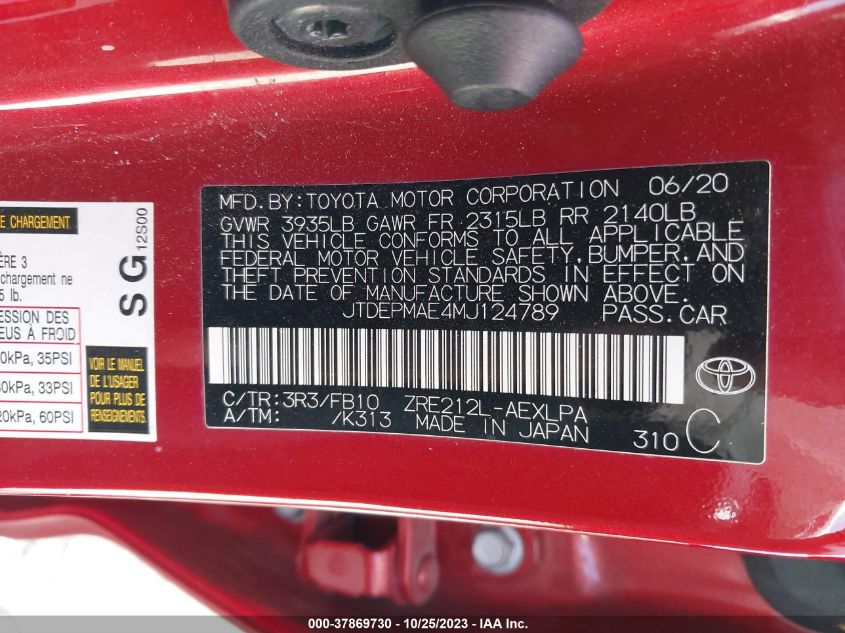 E CHARGEMENT
ÈRE 3
chargement ne
5 lb.
ESSION DES
EUS À FROID
0kPa, 35PSI
0kPa, 33PSI
20kPa, 60PSI
SG 12S00
VOIR LE MANUEL
DE L'USAGER
POUR PLUS DE
RENSEIGNEMENTS
MFD. BY: TOYOTA MOTOR CORPORATION 06/20
GVWR 3935LB GAWR FR 2315LB RR 2140LB
THIS VEHICLE CONFORMS TO ALL APPLICABLE
FEDERAL MOTOR VEHICLE SAFETY, BUMPER, AND
THEFT PREVENTION STANDARDS IN EFFECT ON
THE DATE OF MANUFACTURE SHOWN ABOVE.
JTDEPMAE4MJ124789 PASS. CAR
C/TR: 3R3/FB10 ZRE212L-AEXLPA
A/TM: /K313 MADE IN JAPAN 310 C
000-37869730 - 10/25/2023 - IAAI.com